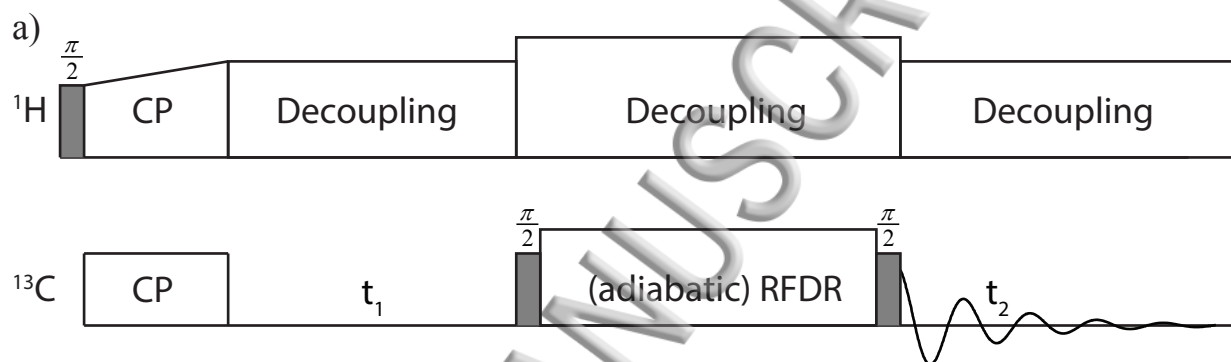 a)
π/2
¹H CP Decoupling Decoupling Decoupling
π/2 π/2
¹³C CP t₁ (adiabatic) RFDR t₂